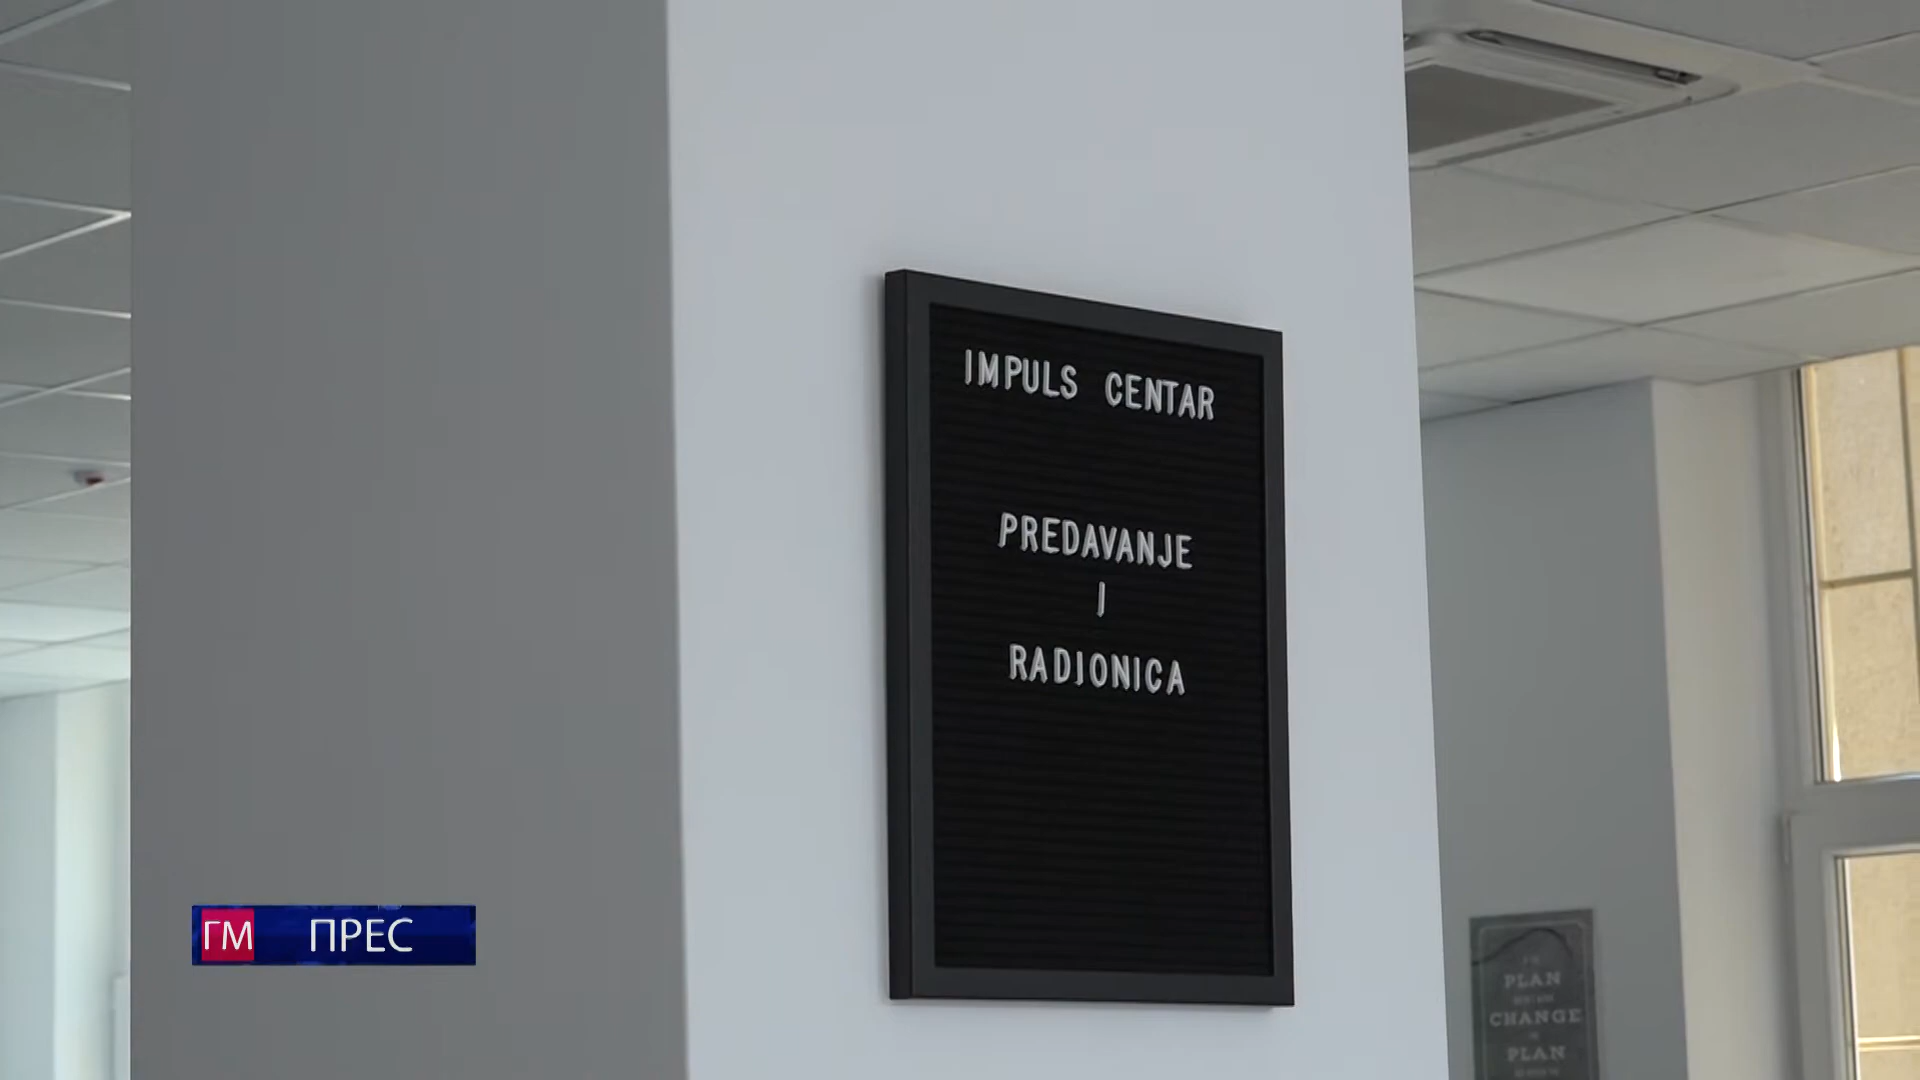 IMPULS CENTAR
PREDAVANJE
I
RADIONICA
ГМ ПРЕС
PLAN
CHANGE
PLAN